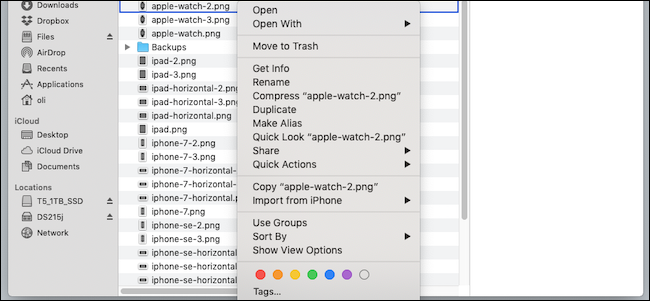 Downloads
Dropbox
Files
AirDrop
Recents
Applications
oli
iCloud
Desktop
iCloud Drive
Documents
Locations
T5_1TB_SSD
DS215j
Network
apple-watch-2.png
apple-watch-3.png
apple-watch.png
Backups
ipad-2.png
ipad-3.png
ipad-horizontal-2.p
ipad-horizontal-3.p
ipad-horizontal.png
ipad.png
iphone-7-2.png
iphone-7-3.png
iphone-7-horizontal-
iphone-7-horizontal-
iphone-7-horizontal.p
iphone-7.png
iphone-se-2.png
iphone-se-3.png
iphone-se-horizontal
iphone-se-horizontal
iphone-se-horizontal
Open
Open With
Move to Trash
Get Info
Rename
Compress “apple-watch-2.png”
Duplicate
Make Alias
Quick Look “apple-watch-2.png”
Share
Quick Actions
Copy “apple-watch-2.png”
Import from iPhone
Use Groups
Sort By
Show View Options
Tags...